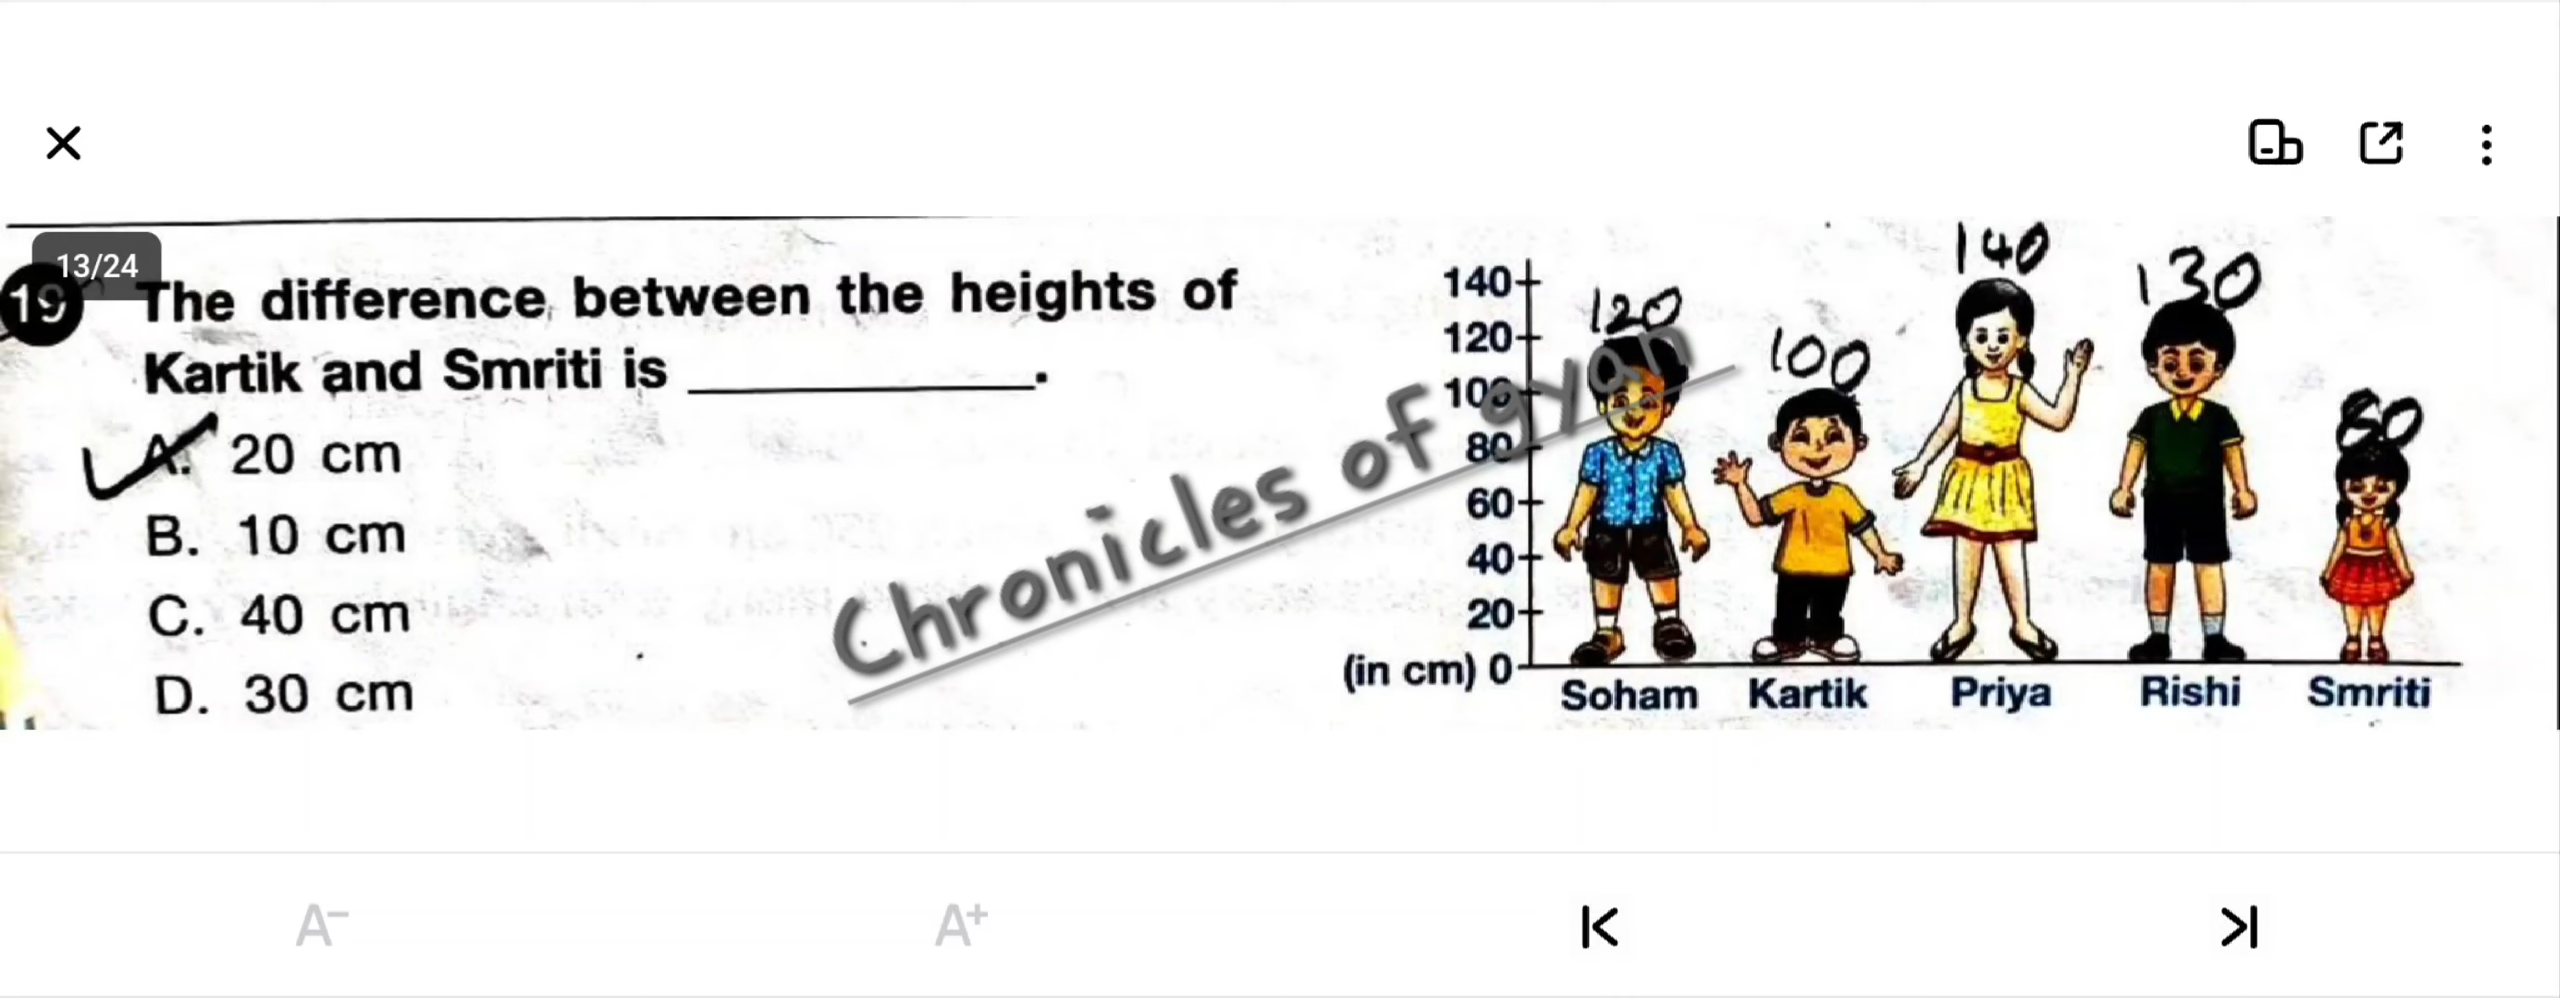 13/24
19 The difference between the heights of
Kartik and Smriti is ____________.
A. 20 cm
B. 10 cm
C. 40 cm
D. 30 cm
Chronicles of gyan
140
120
100
80
60
40
20
(in cm) 0
120
100
140
130
80
Soham Kartik Priya Rishi Smriti
A-
A+